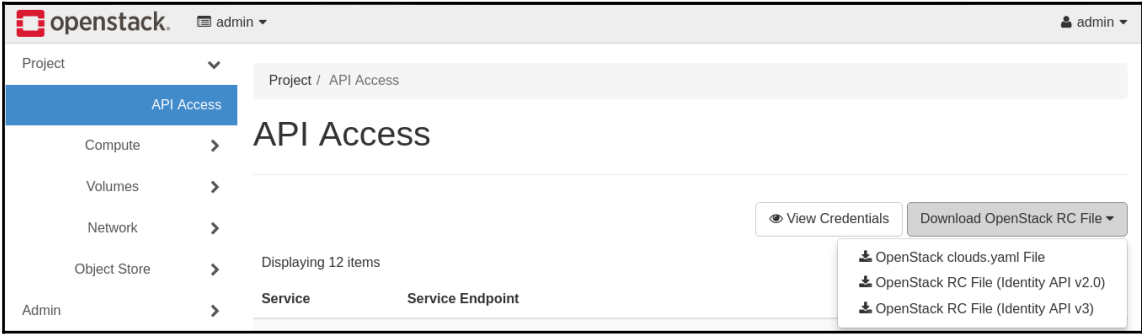 openstack. admin admin
Project
Project / API Access
API Access
API Access
Compute
Volumes
Network
View Credentials Download OpenStack RC File
Object Store
Displaying 12 items
OpenStack clouds.yaml File
OpenStack RC File (Identity API v2.0)
Service Service Endpoint
OpenStack RC File (Identity API v3)
Admin